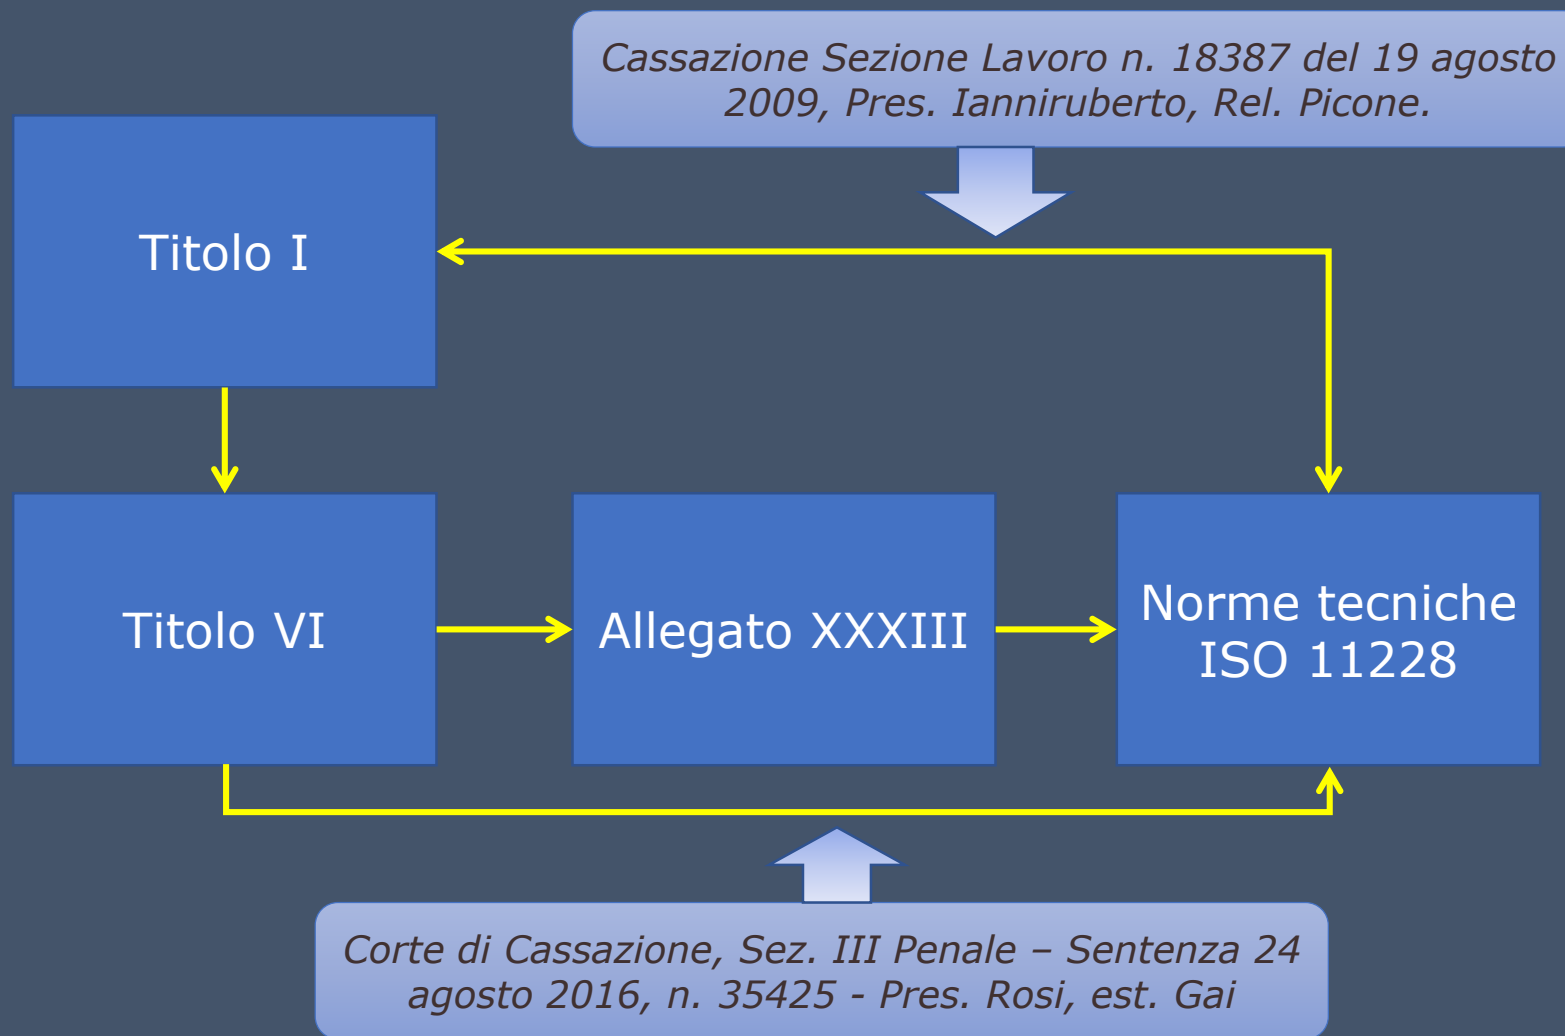 Cassazione Sezione Lavoro n. 18387 del 19 agosto
2009, Pres. Ianniruberto, Rel. Picone.
Titolo I
Titolo VI
Allegato XXXIII
Norme tecniche
ISO 11228
Corte di Cassazione, Sez. III Penale – Sentenza 24
agosto 2016, n. 35425 - Pres. Rosi, est. Gai